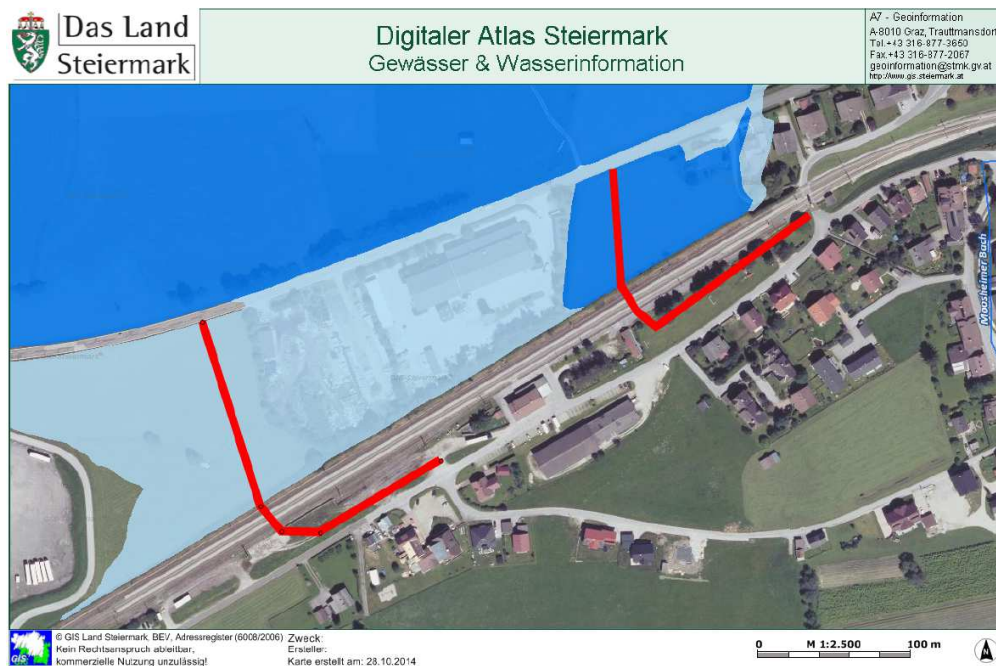 Das Land
Steiermark
Digitaler Atlas Steiermark
Gewässer & Wasserinformation
A7 - Geoinformation
A-8010 Graz, Trauttmansdorf
Tel.+43 316-877-3650
Fax.+43 316-877-2067
geoinformation@stmk.gv.at
http://www.gis.steiermark.at
Moosheimer Bach
GIS
© GIS Land Steiermark, BEV, Adressregister (6008/2006)
Kein Rechtsanspruch ableitbar,
kommerzielle Nutzung unzulässig!
Zweck:
Ersteller:
Karte erstellt am: 28.10.2014
0 M 1:2.500 100 m